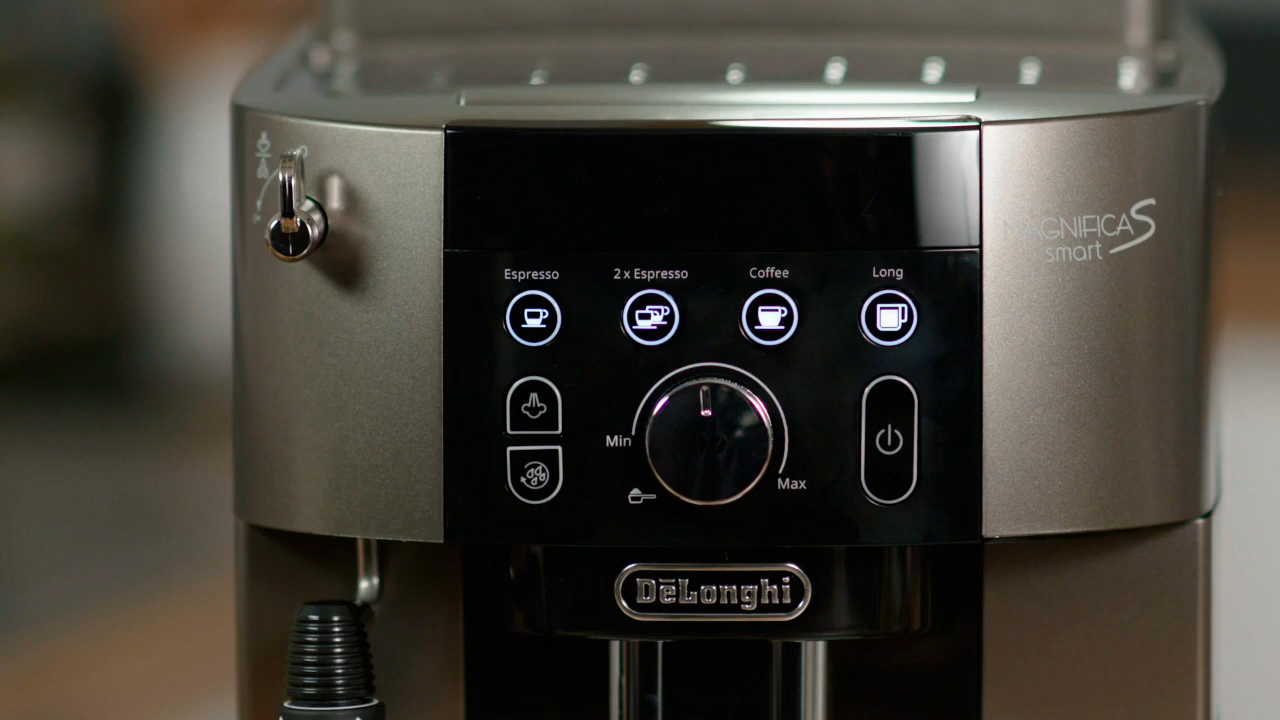 MAGNIFICA S
smart
Espresso
2 x Espresso
Coffee
Long
Min
Max
DeLonghi